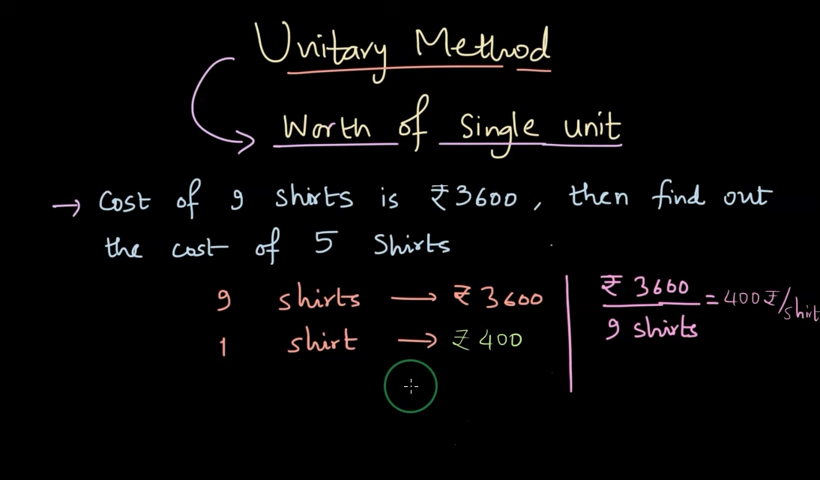 Unitary Method
Worth of Single unit
→ Cost of 9 shirts is ₹3600, then find out
the cost of 5 Shirts
9 shirts → ₹3600
1 shirt → ₹400
₹ 3600
9 shirts
= 400₹/shirt